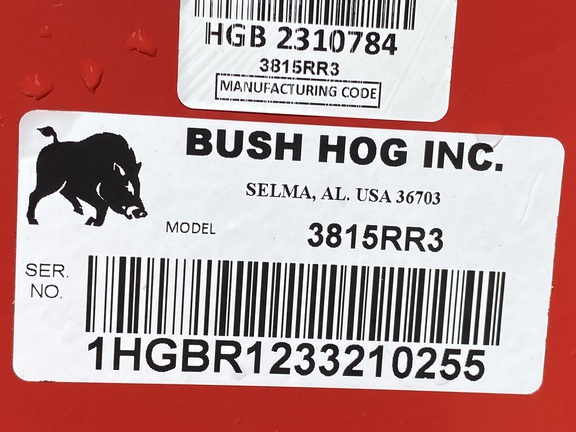 HGB 2310784
3815RR3
MANUFACTURING CODE
BUSH HOG INC.
SELMA, AL. USA 36703
MODEL 3815RR3
SER.
NO.
1HGBR1233210255